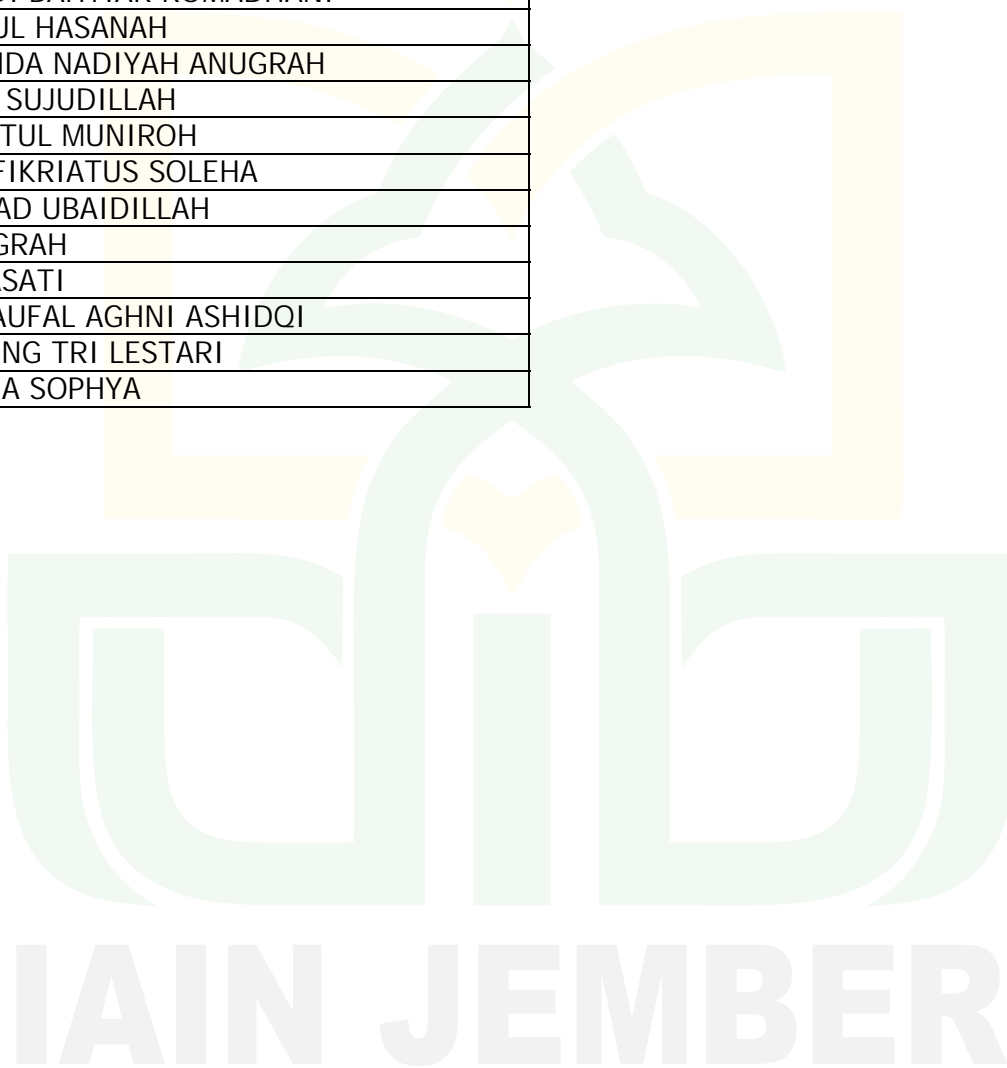 UL HASANAH
IDA NADIYAH ANUGRAH
SUJUDILLAH
TUL MUNIROH
FIKRIATUS SOLEHA
AD UBAIDILLAH
GRAH
SATI
AUFAL AGHNI ASHIDQI
NG TRI LESTARI
A SOPHYA
IAIN JEMBER